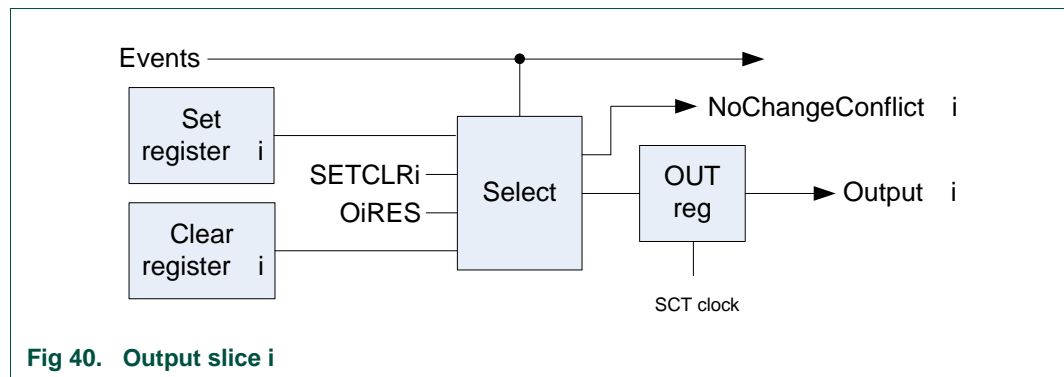 Events
Set
register i
NoChangeConflict i
SETCLRi
Select
OUT
reg
Output i
OiRES
Clear
register i
SCT clock
Fig 40. Output slice i